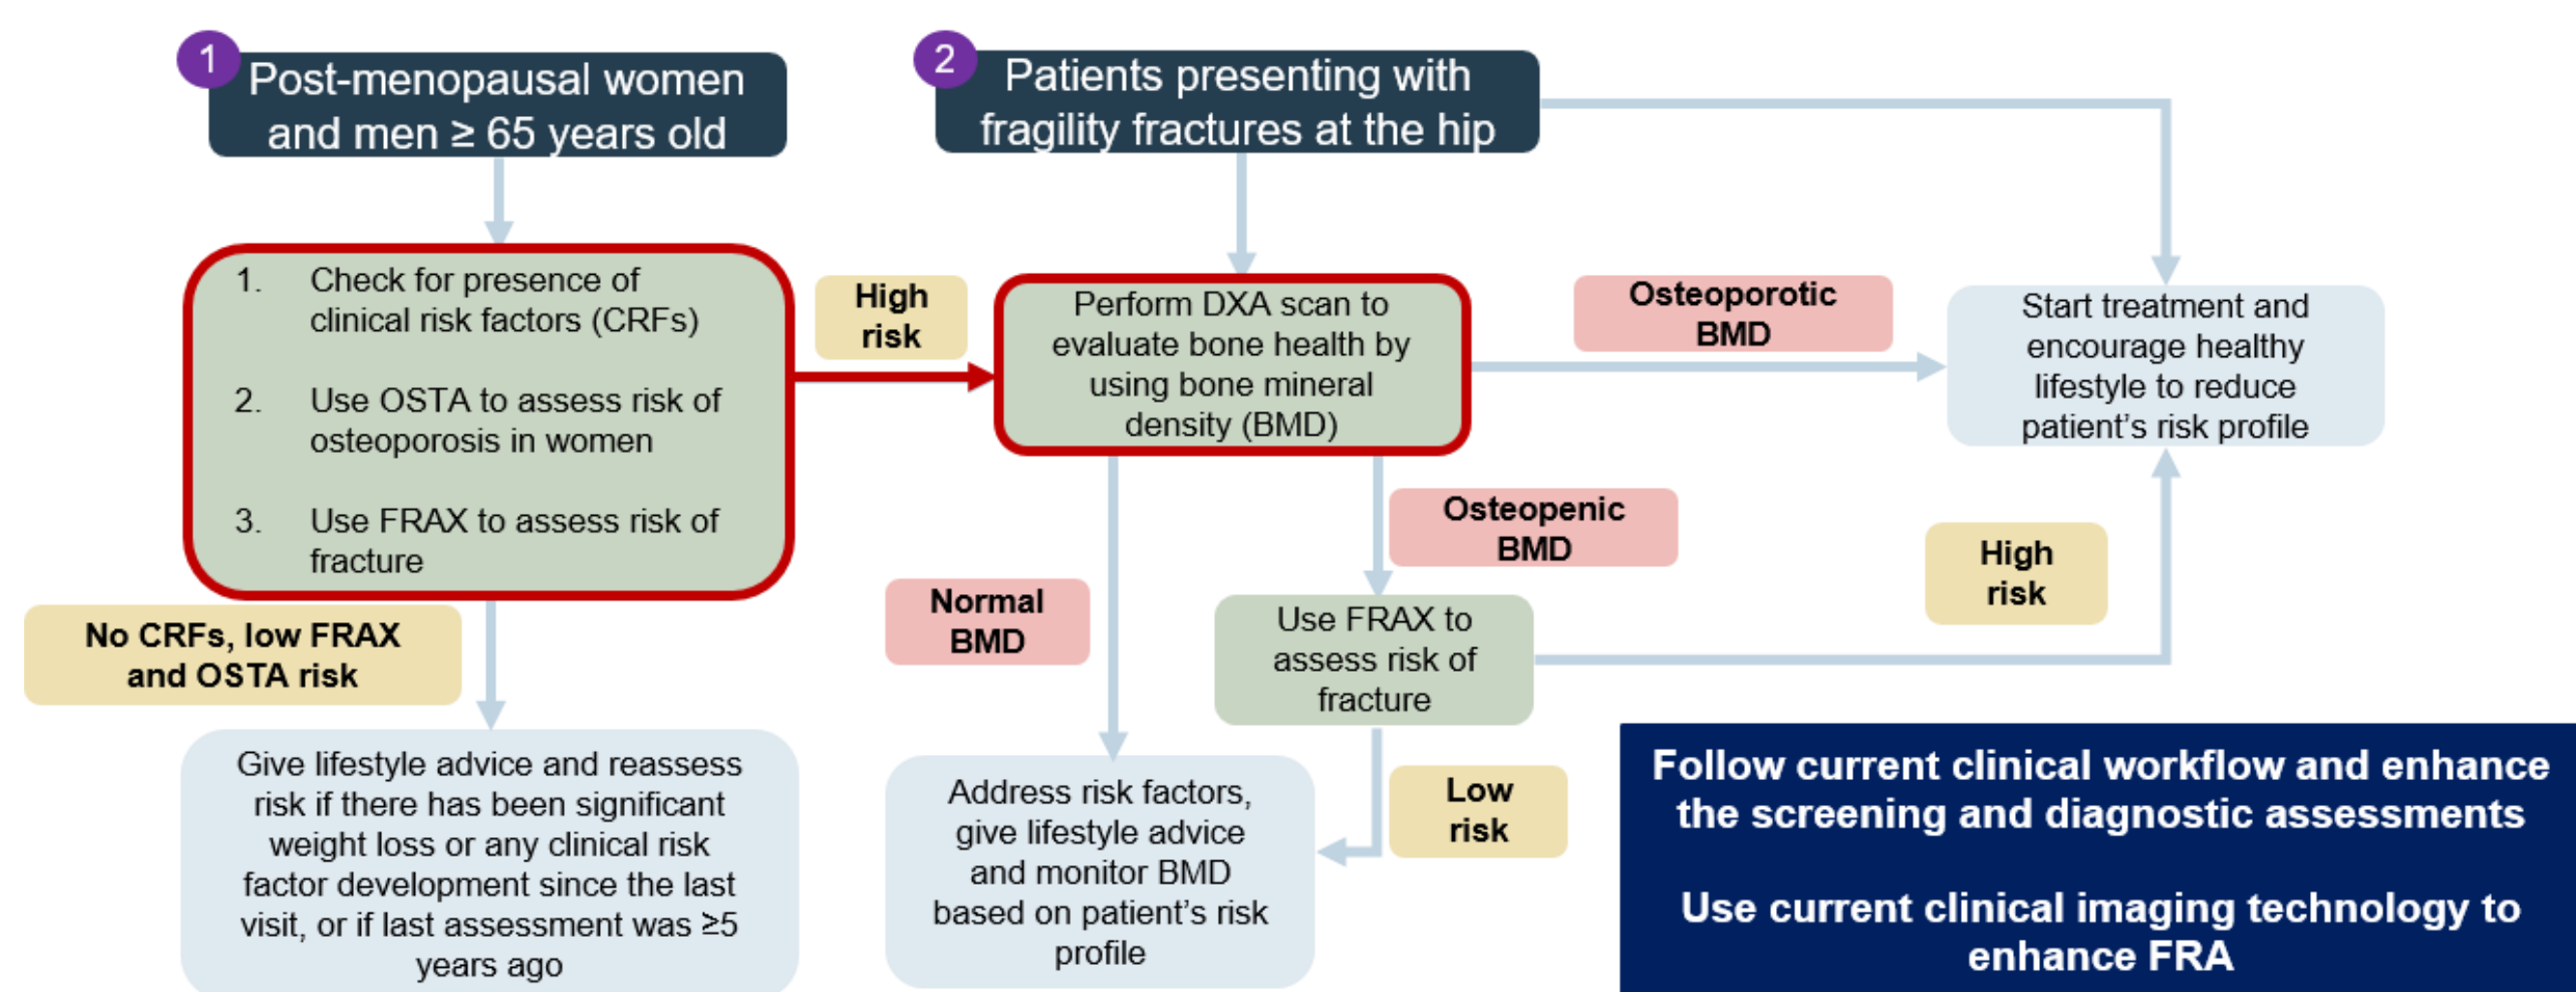 1
Post-menopausal women
and men ≥ 65 years old
2
Patients presenting with
fragility fractures at the hip
1. Check for presence of
clinical risk factors (CRFs)
2. Use OSTA to assess risk of
osteoporosis in women
3. Use FRAX to assess risk of
fracture
High
risk
Perform DXA scan to
evaluate bone health by
using bone mineral
density (BMD)
Osteoporotic
BMD
Start treatment and
encourage healthy
lifestyle to reduce
patient's risk profile
No CRFs, low FRAX
and OSTA risk
Normal
BMD
Osteopenic
BMD
Use FRAX to
assess risk of
fracture
High
risk
Give lifestyle advice and reassess
risk if there has been significant
weight loss or any clinical risk
factor development since the last
visit, or if last assessment was ≥5
years ago
Address risk factors,
give lifestyle advice
and monitor BMD
based on patient's risk
profile
Low
risk
Follow current clinical workflow and enhance
the screening and diagnostic assessments
Use current clinical imaging technology to
enhance FRA